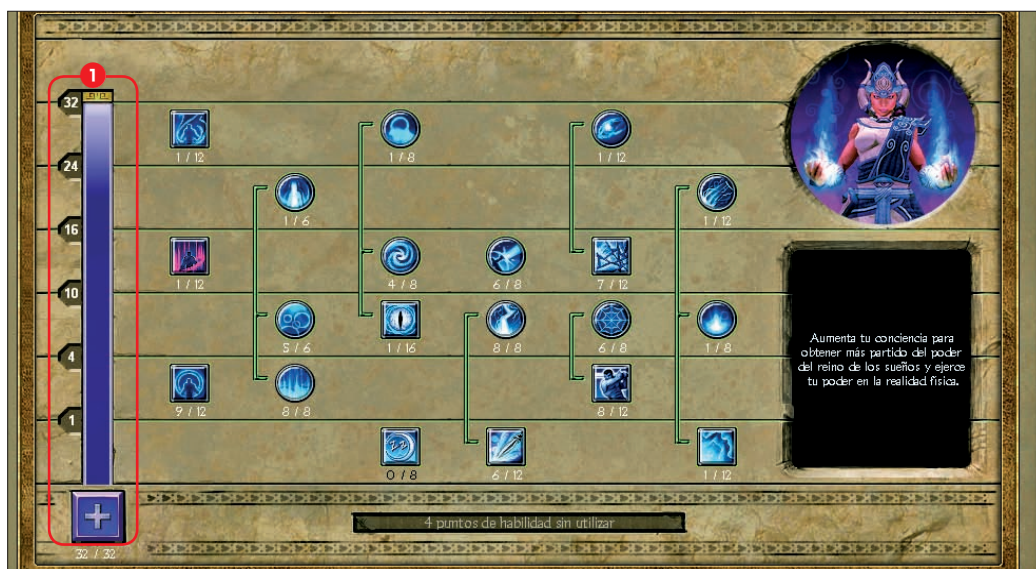 1
32
1 / 12
1 / 8
1 / 12
24
1 / 6
1 / 12
16
1 / 12
4 / 8
6 / 8
7 / 12
10
3 / 6
1 / 16
8 / 8
6 / 8
1 / 8
Aumenta tu conciencia para
obtener más partido del poder
del reino de los sueños y ejerce
tu poder en la realidad física.
4
9 / 12
8 / 8
8 / 12
1
0 / 8
6 / 12
1 / 12
4 puntos de habilidad sin utilizar
32 / 32